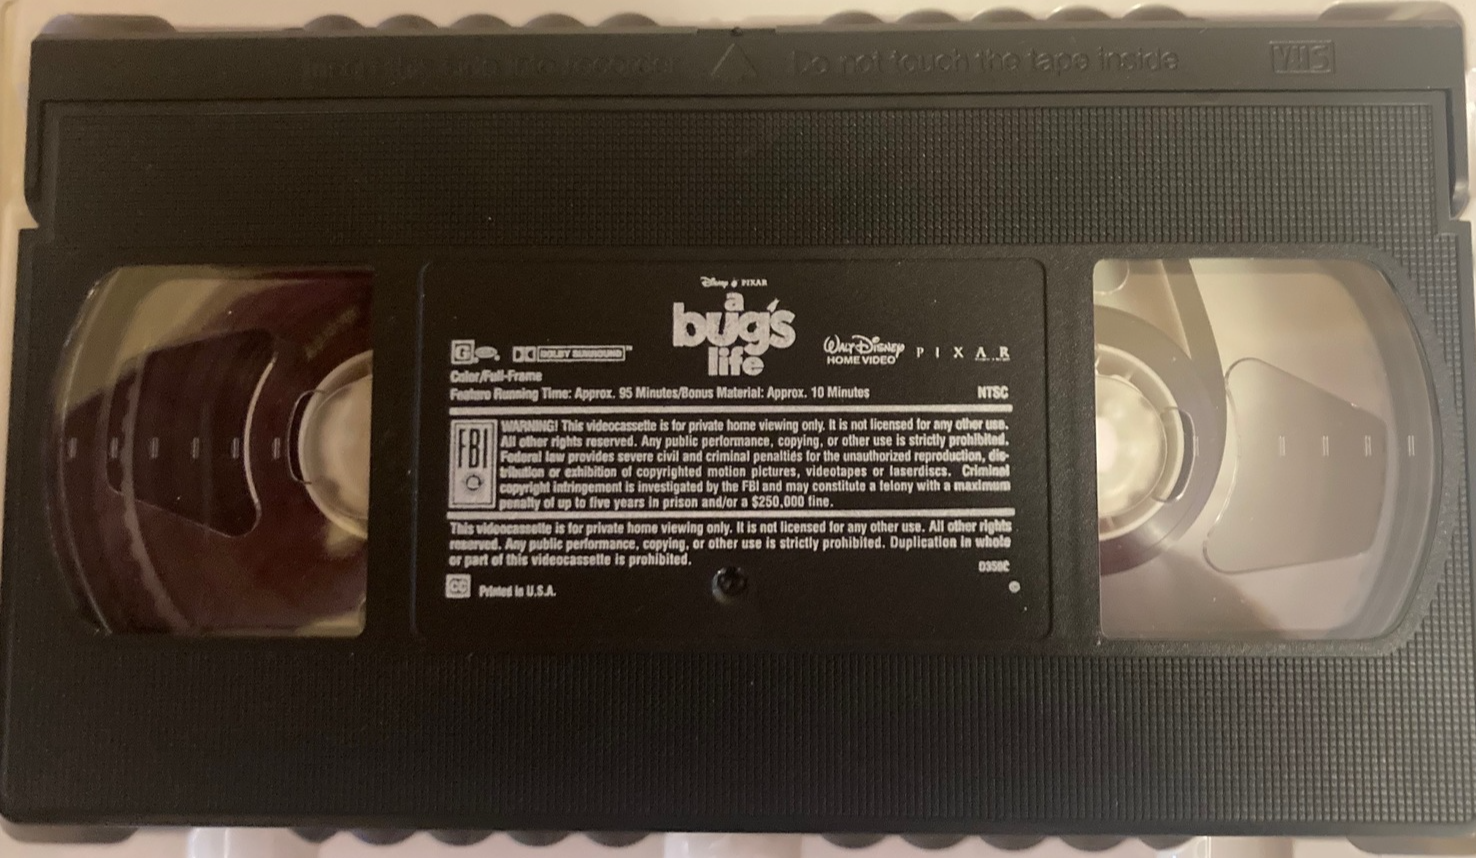 Insert this side into recorder
Do not touch the tape inside
VHS
Disney PIXAR
a
bug's
life
G
DOLBY SURROUND™
WALT DISNEY
HOME VIDEO
PIXAR
Color/Full-Frame
Feature Running Time: Approx. 95 Minutes/Bonus Material: Approx. 10 Minutes
NTSC
FBI
WARNING! This videocassette is for private home viewing only. It is not licensed for any other use.
All other rights reserved. Any public performance, copying, or other use is strictly prohibited.
Federal law provides severe civil and criminal penalties for the unauthorized reproduction, dis-
tribution or exhibition of copyrighted motion pictures, videotapes or laserdiscs. Criminal
copyright infringement is investigated by the FBI and may constitute a felony with a maximum
penalty of up to five years in prison and/or a $250,000 fine.
This videocassette is for private home viewing only. It is not licensed for any other use. All other rights
reserved. Any public performance, copying, or other use is strictly prohibited. Duplication in whole
or part of this videocassette is prohibited.
D350C
CC
Printed in U.S.A.